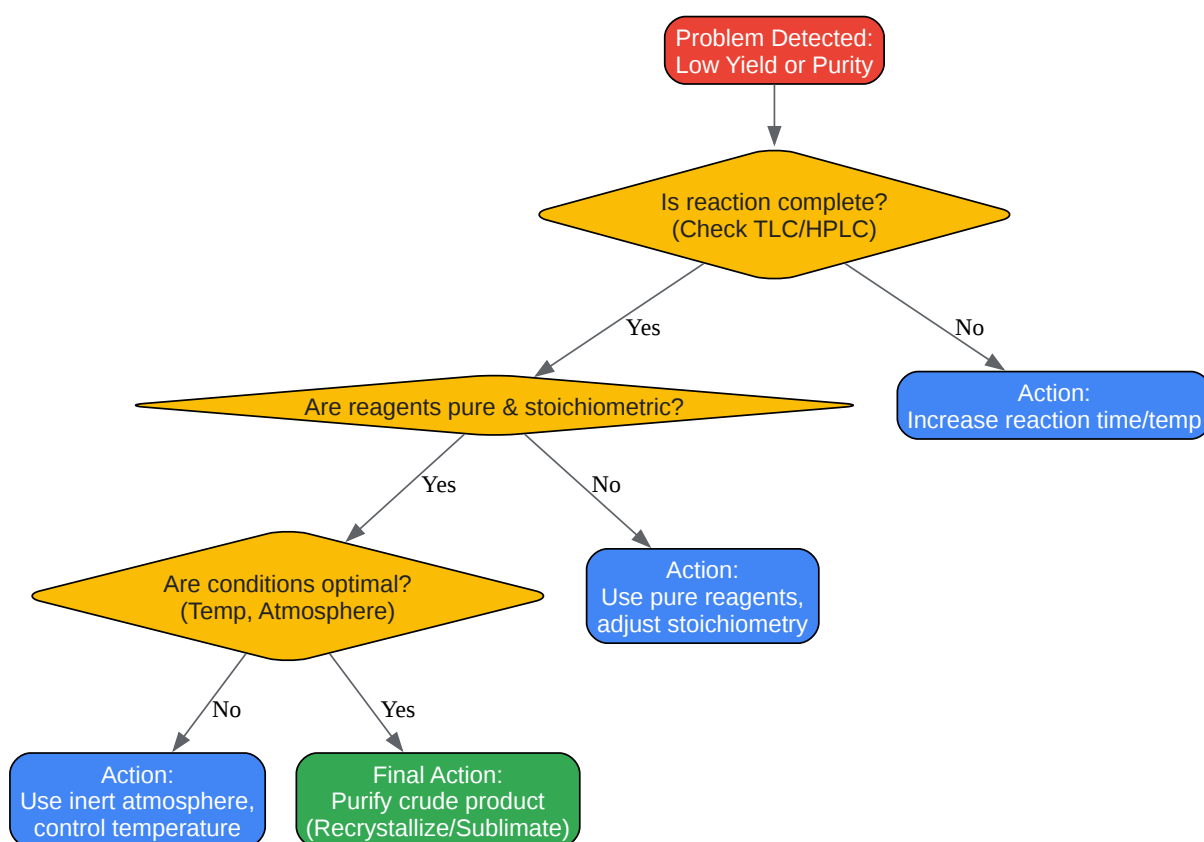 Problem Detected:
Low Yield or Purity
Is reaction complete?
(Check TLC/HPLC)
Yes
No
Are reagents pure & stoichiometric?
Action:
Increase reaction time/temp
Yes
No
Are conditions optimal?
(Temp, Atmosphere)
Action:
Use pure reagents,
adjust stoichiometry
No
Yes
Action:
Use inert atmosphere,
control temperature
Final Action:
Purify crude product
(Recrystallize/Sublimate)